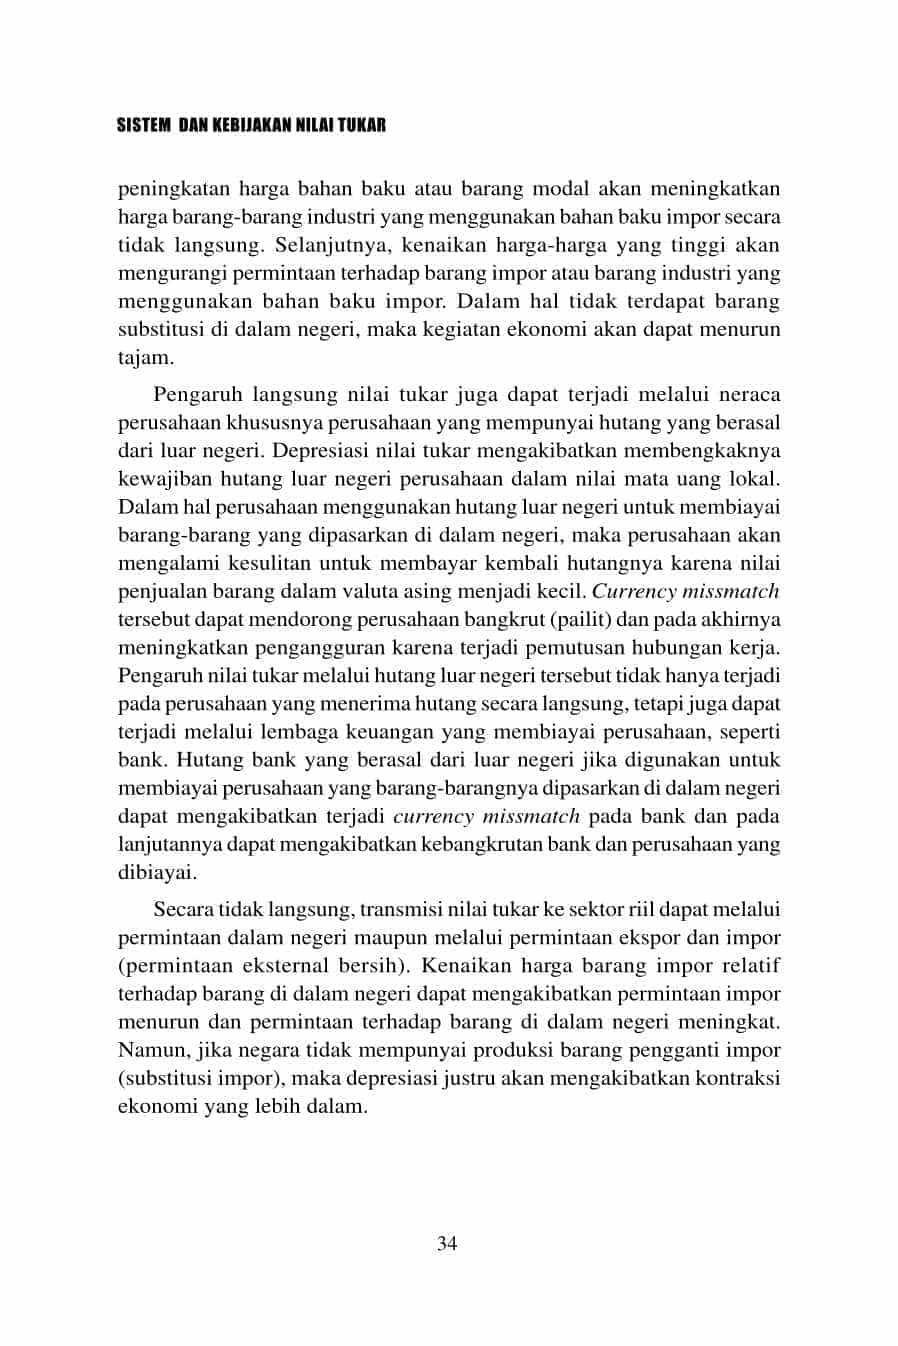 SISTEM DAN KEBIJAKAN NILAI TUKAR
peningkatan harga bahan baku atau barang modal akan meningkatkan
harga barang-barang industri yang menggunakan bahan baku impor secara
tidak langsung. Selanjutnya, kenaikan harga-harga yang tinggi akan
mengurangi permintaan terhadap barang impor atau barang industri yang
menggunakan bahan baku impor. Dalam hal tidak terdapat barang
substitusi di dalam negeri, maka kegiatan ekonomi akan dapat menurun
tajam.
Pengaruh langsung nilai tukar juga dapat terjadi melalui neraca
perusahaan khususnya perusahaan yang mempunyai hutang yang berasal
dari luar negeri. Depresiasi nilai tukar mengakibatkan membengkaknya
kewajiban hutang luar negeri perusahaan dalam nilai mata uang lokal.
Dalam hal perusahaan menggunakan hutang luar negeri untuk membiayai
barang-barang yang dipasarkan di dalam negeri, maka perusahaan akan
mengalami kesulitan untuk membayar kembali hutangnya karena nilai
penjualan barang dalam valuta asing menjadi kecil. Currency missmatch
tersebut dapat mendorong perusahaan bangkrut (pailit) dan pada akhirnya
meningkatkan pengangguran karena terjadi pemutusan hubungan kerja.
Pengaruh nilai tukar melalui hutang luar negeri tersebut tidak hanya terjadi
pada perusahaan yang menerima hutang secara langsung, tetapi juga dapat
terjadi melalui lembaga keuangan yang membiayai perusahaan, seperti
bank. Hutang bank yang berasal dari luar negeri jika digunakan untuk
membiayai perusahaan yang barang-barangnya dipasarkan di dalam negeri
dapat mengakibatkan terjadi currency missmatch pada bank dan pada
lanjutannya dapat mengakibatkan kebangkrutan bank dan perusahaan yang
dibiayai.
Secara tidak langsung, transmisi nilai tukar ke sektor riil dapat melalui
permintaan dalam negeri maupun melalui permintaan ekspor dan impor
(permintaan eksternal bersih). Kenaikan harga barang impor relatif
terhadap barang di dalam negeri dapat mengakibatkan permintaan impor
menurun dan permintaan terhadap barang di dalam negeri meningkat.
Namun, jika negara tidak mempunyai produksi barang pengganti impor
(substitusi impor), maka depresiasi justru akan mengakibatkan kontraksi
ekonomi yang lebih dalam.
34